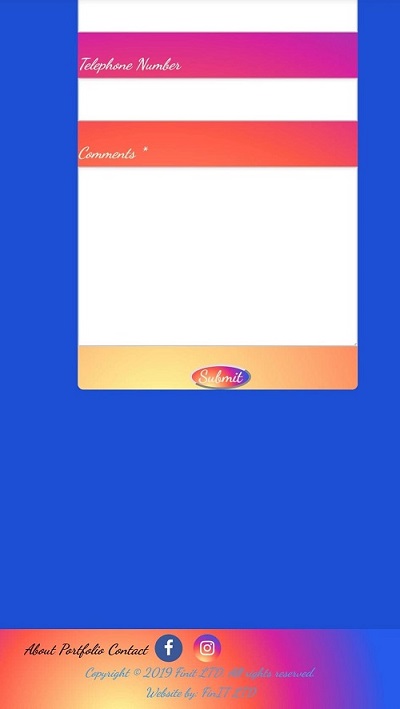 Telephone Number
Comments *
Submit
About Portfolio Contact
Copyright © 2019 Finit LTD. All rights reserved.
Website by: FinIT LTD